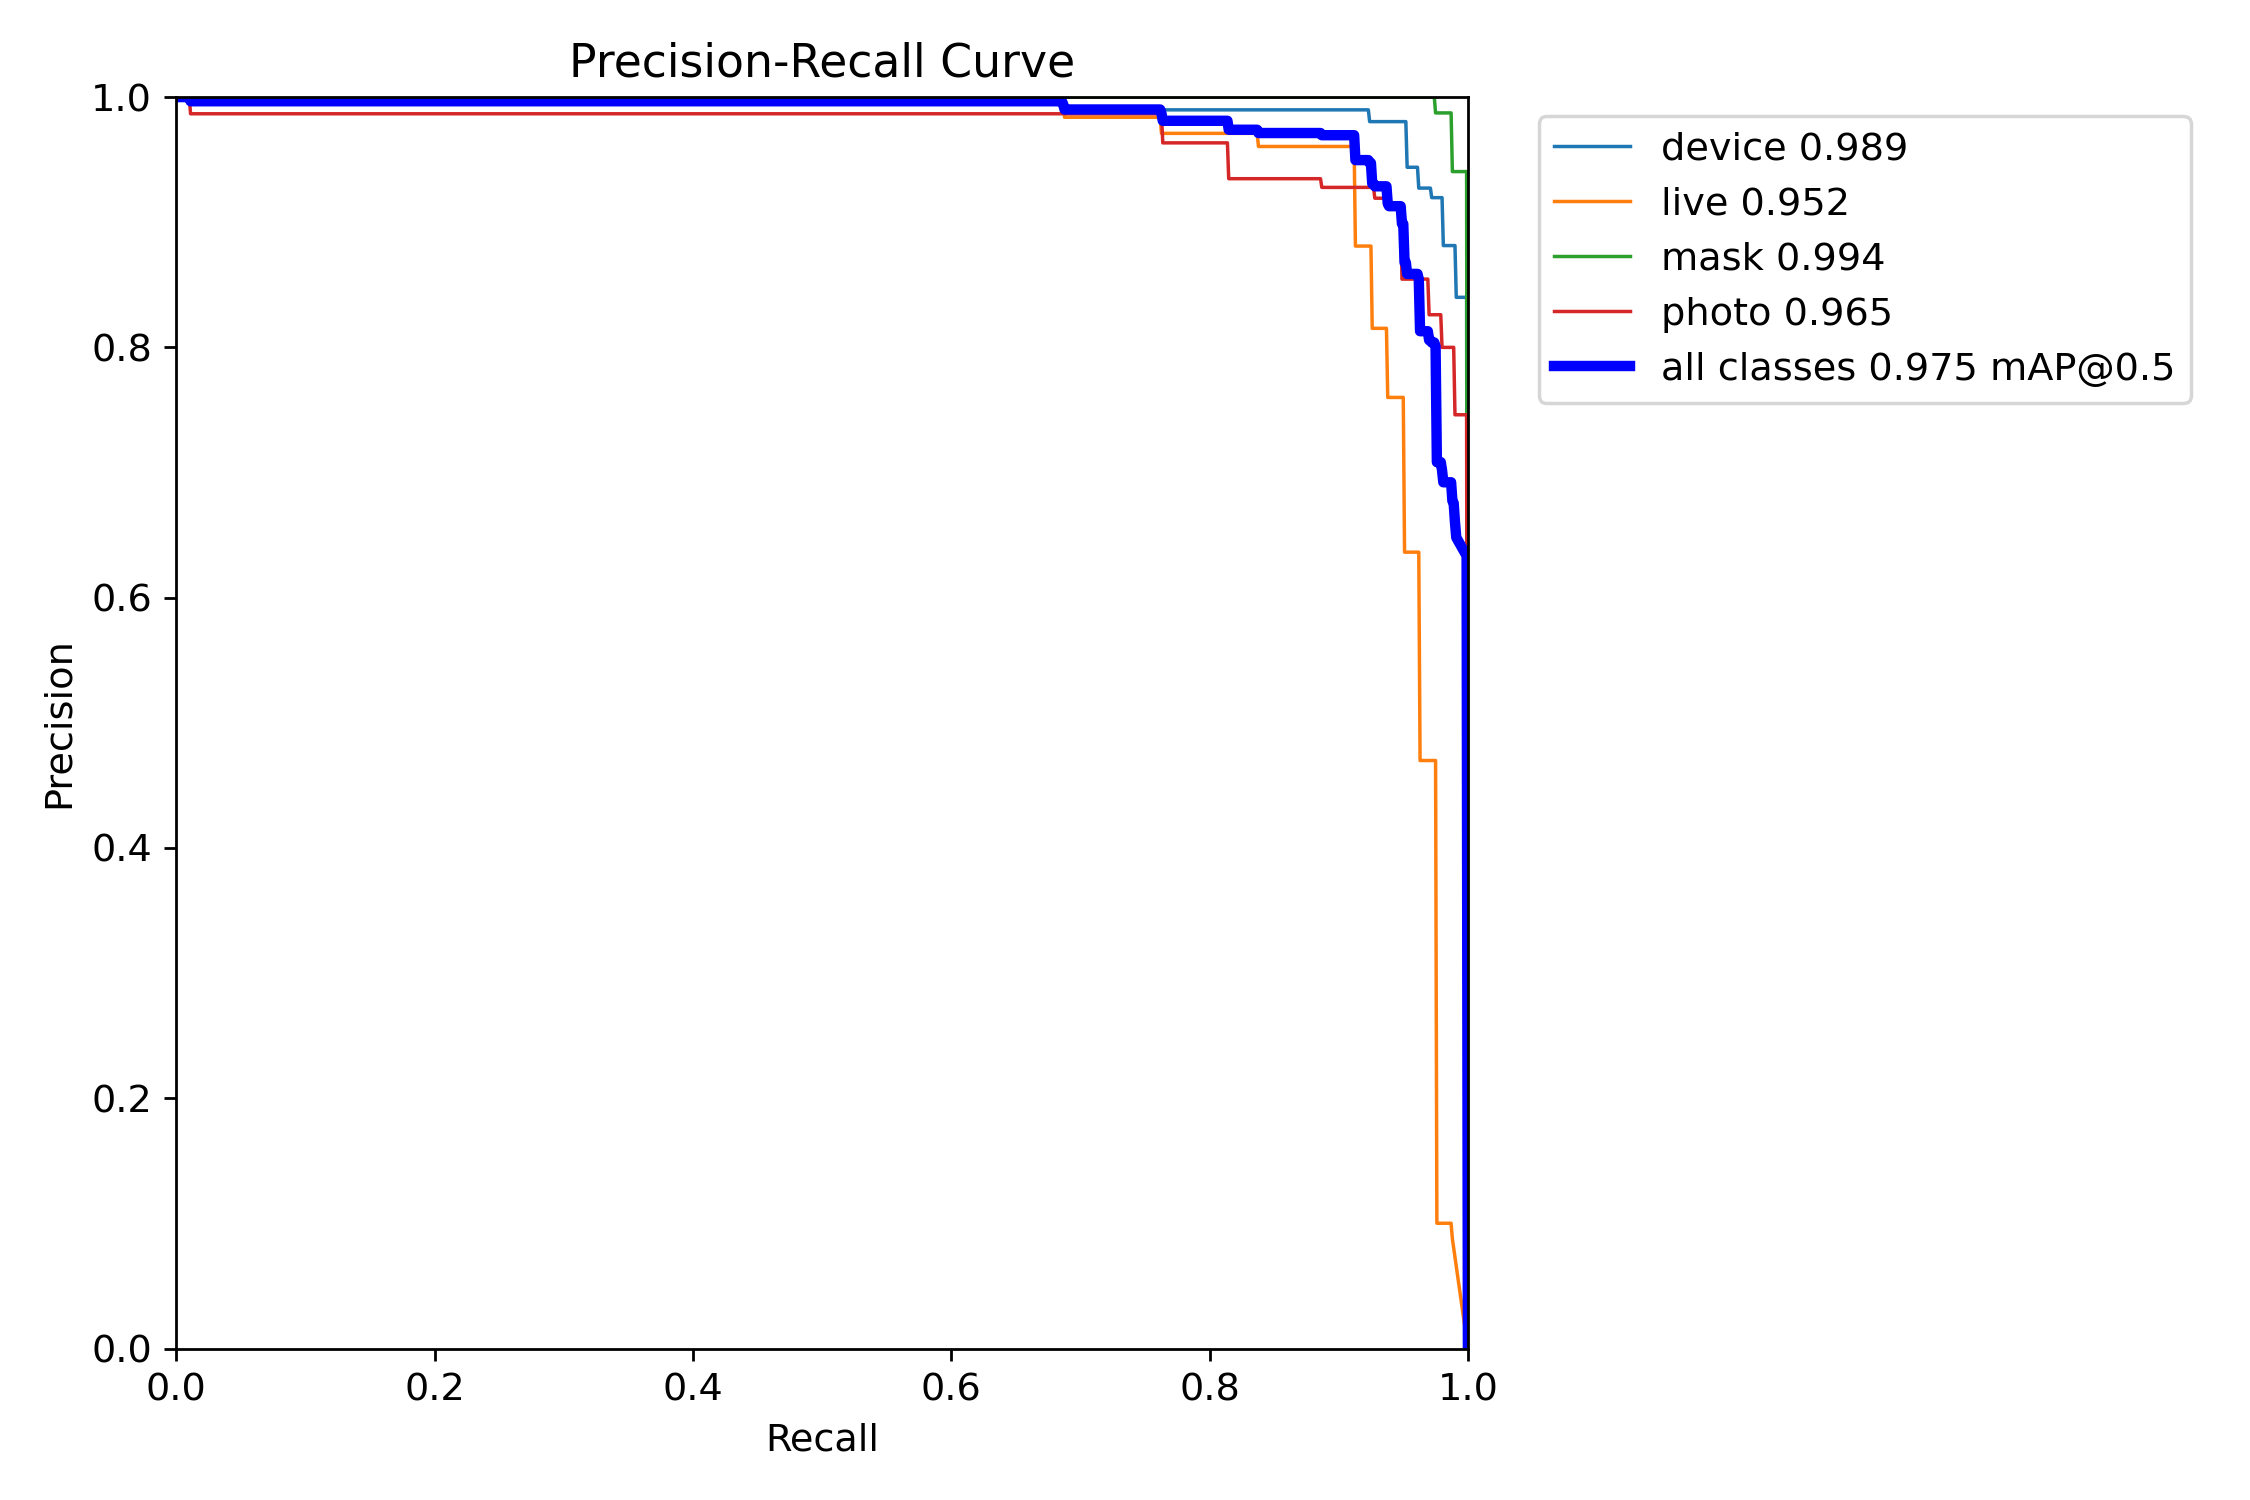 Precision-Recall Curve
1.0
0.8
0.6
0.4
0.2
0.0
Precision
0.0 0.2 0.4 0.6 0.8 1.0
Recall
device 0.989
live 0.952
mask 0.994
photo 0.965
all classes 0.975 mAP@0.5